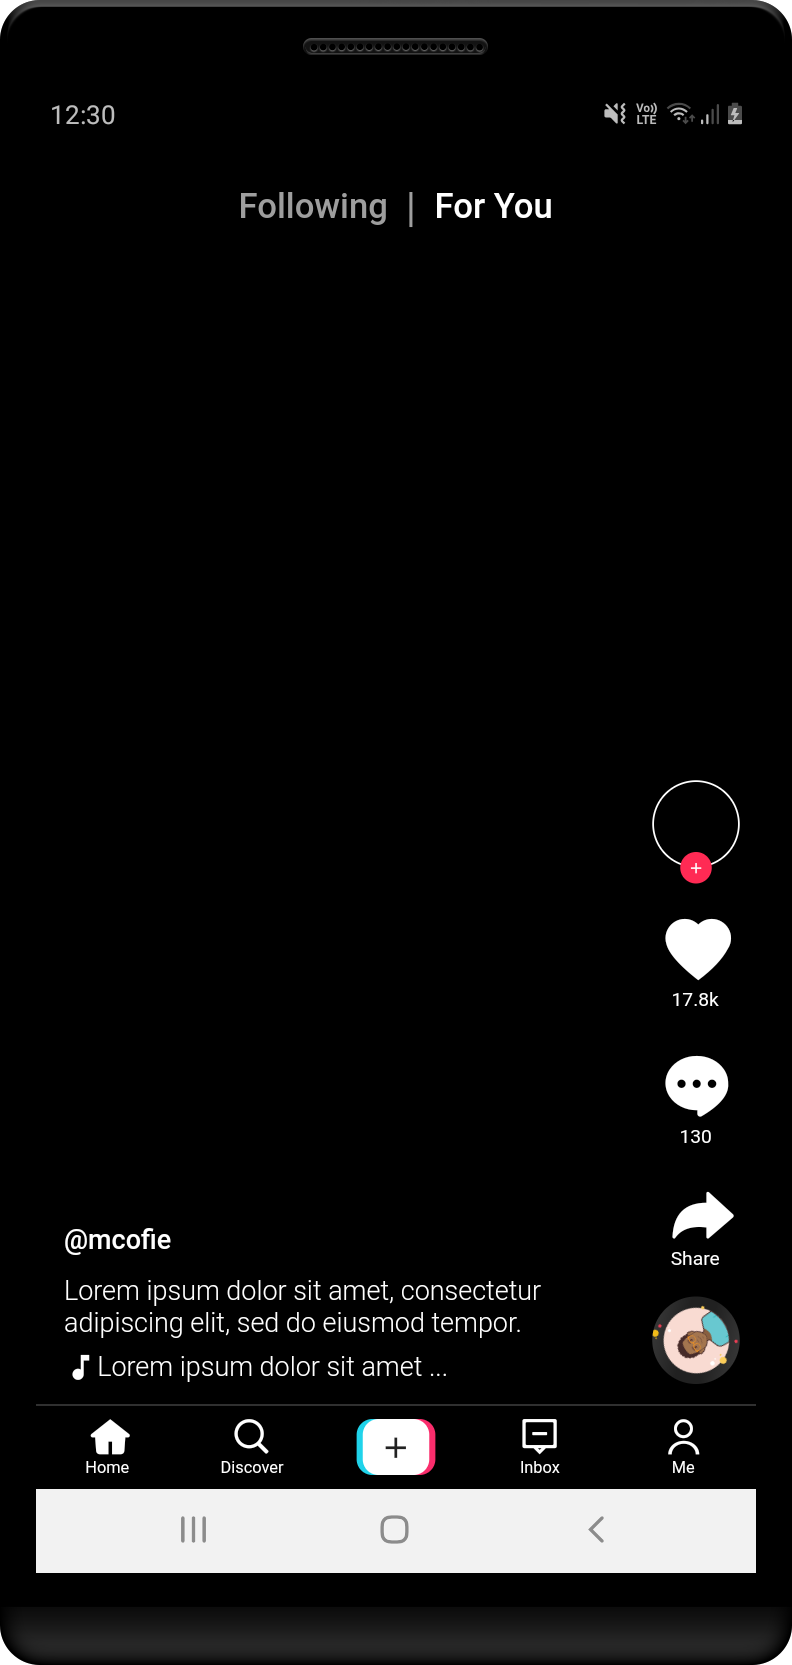 12:30
Vo))
LTE
Following | For You
17.8k
130
Share
@mcofie
Lorem ipsum dolor sit amet, consectetur
adipiscing elit, sed do eiusmod tempor.
Lorem ipsum dolor sit amet ...
Home Discover Inbox Me